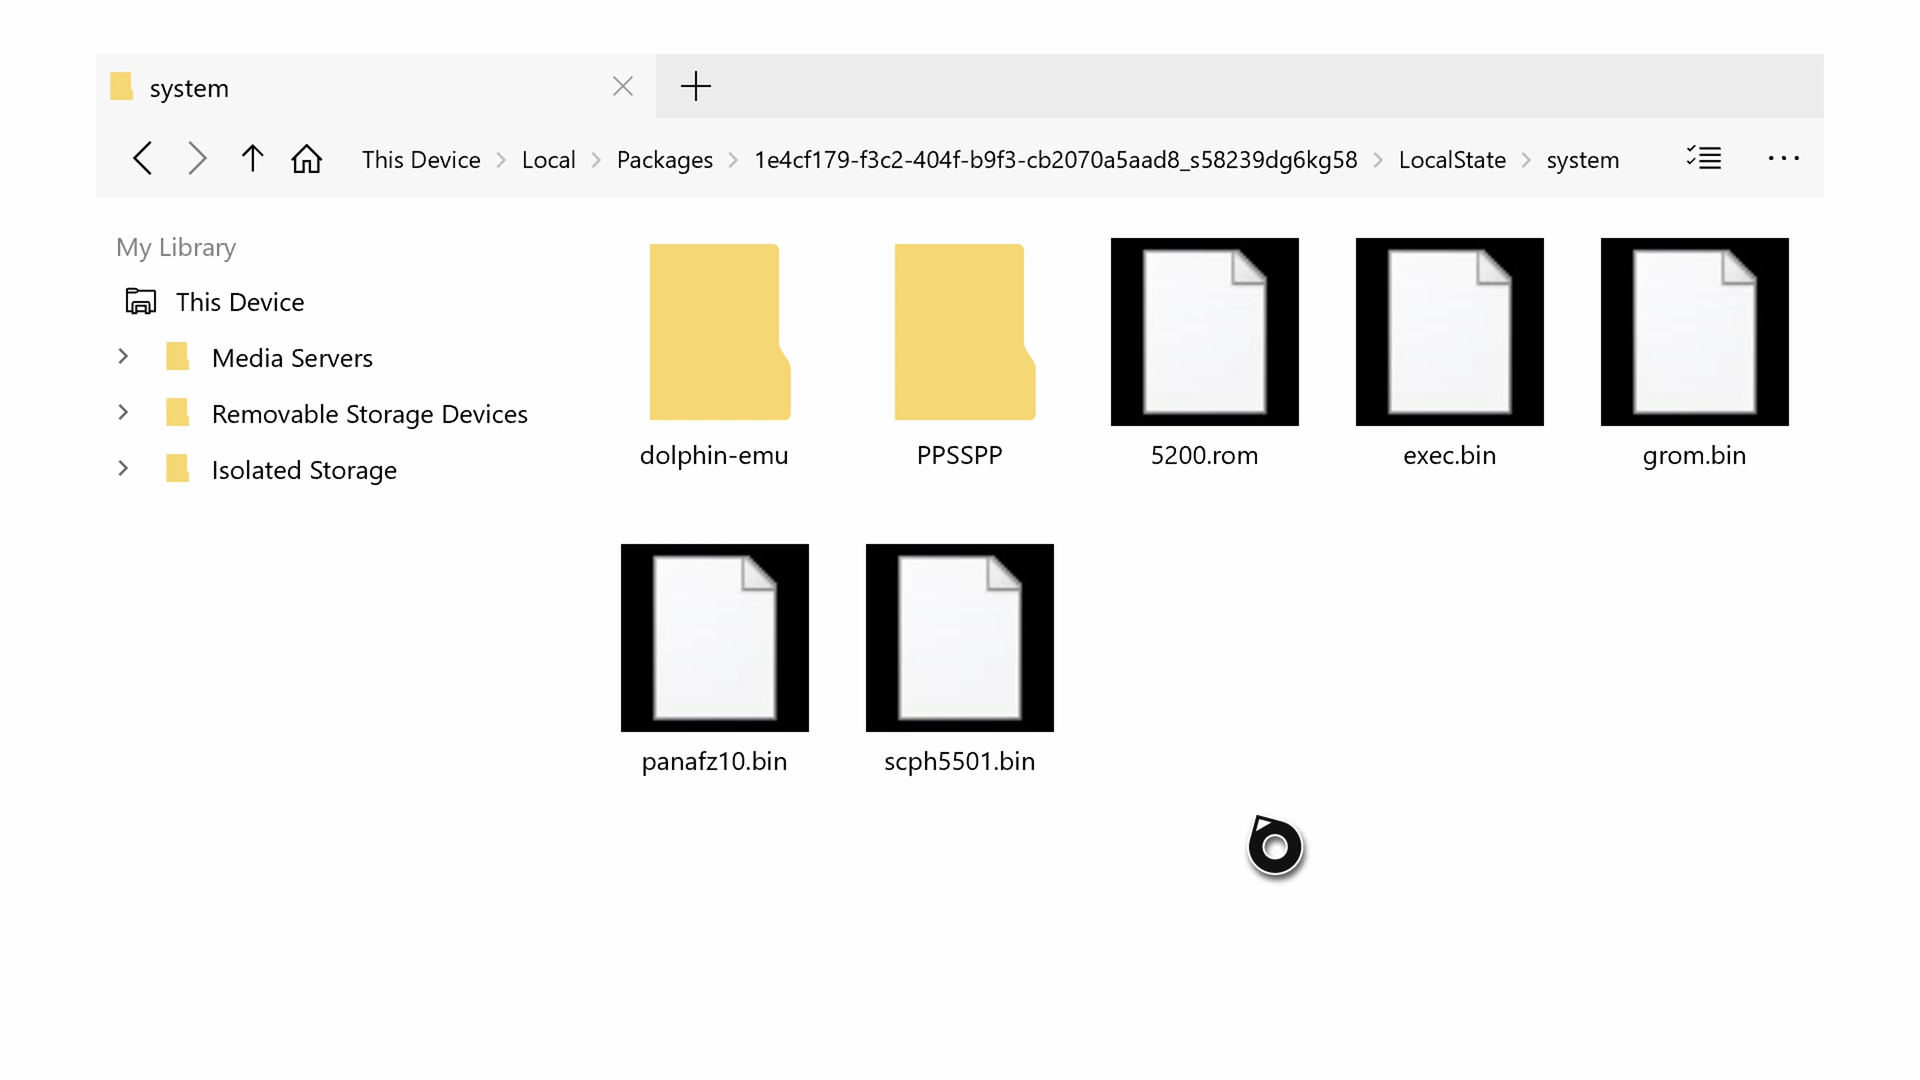 system
This Device > Local > Packages > 1e4cf179-f3c2-404f-b9f3-cb2070a5aad8_s58239dg6kg58 > LocalState > system
My Library
This Device
Media Servers
Removable Storage Devices
Isolated Storage
dolphin-emu
PPSSPP
5200.rom
exec.bin
grom.bin
panafz10.bin
scph5501.bin